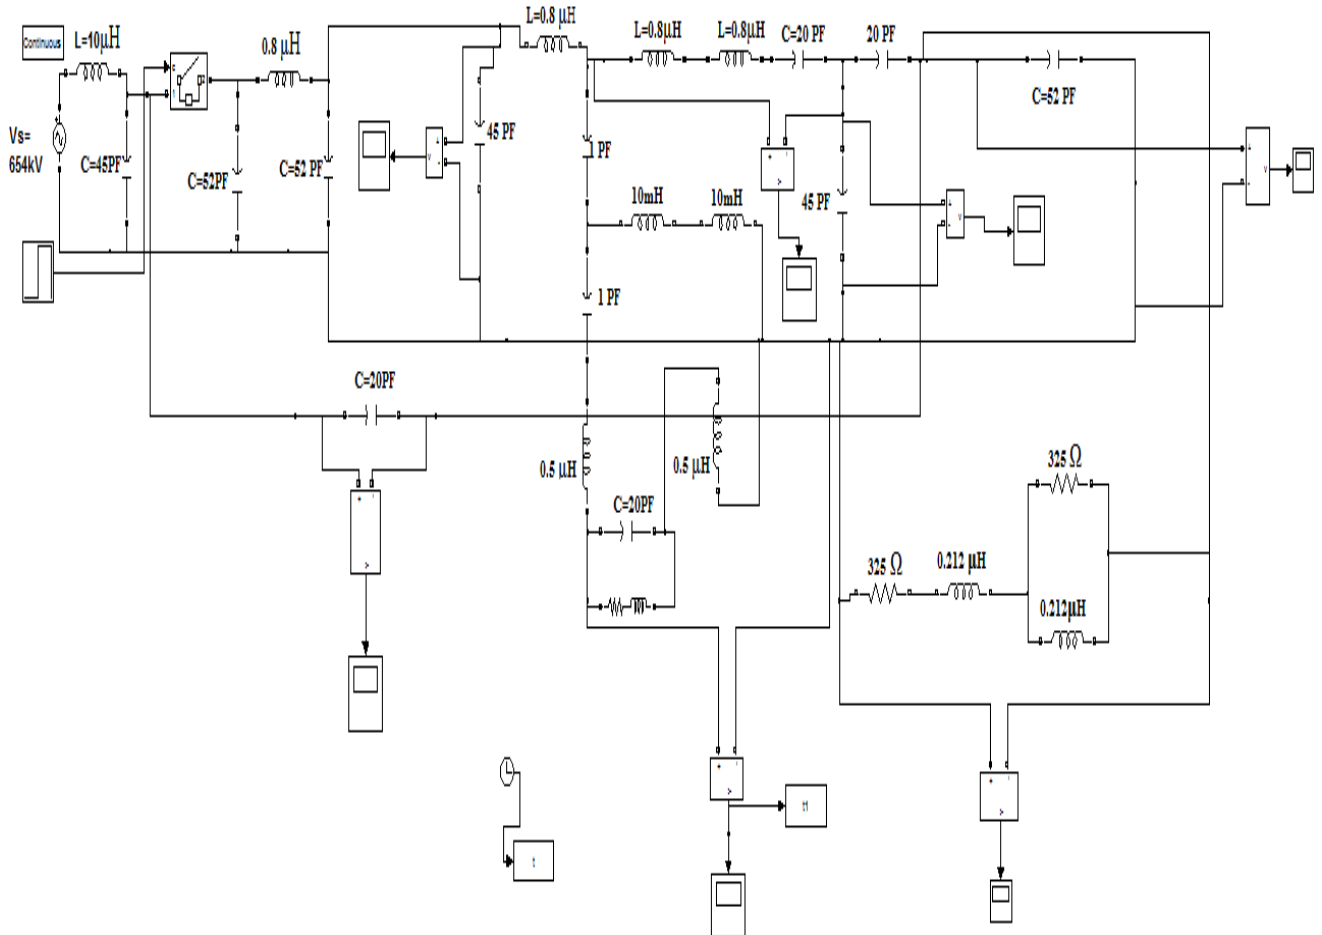 Continuous
L=10μH
0.8 μH
L=0.8 μH
L=0.8μH
L=0.8μH
C=20 PF
20 PF
C=52 PF
Vs=
654kV
C=45PF
C=52PF
C=52 PF
45 PF
1 PF
10mH
10mH
45 PF
1 PF
C=20PF
0.5 μH
0.5 μH
C=20PF
325 Ω
325 Ω
0.212 μH
0.212μH
t1
t